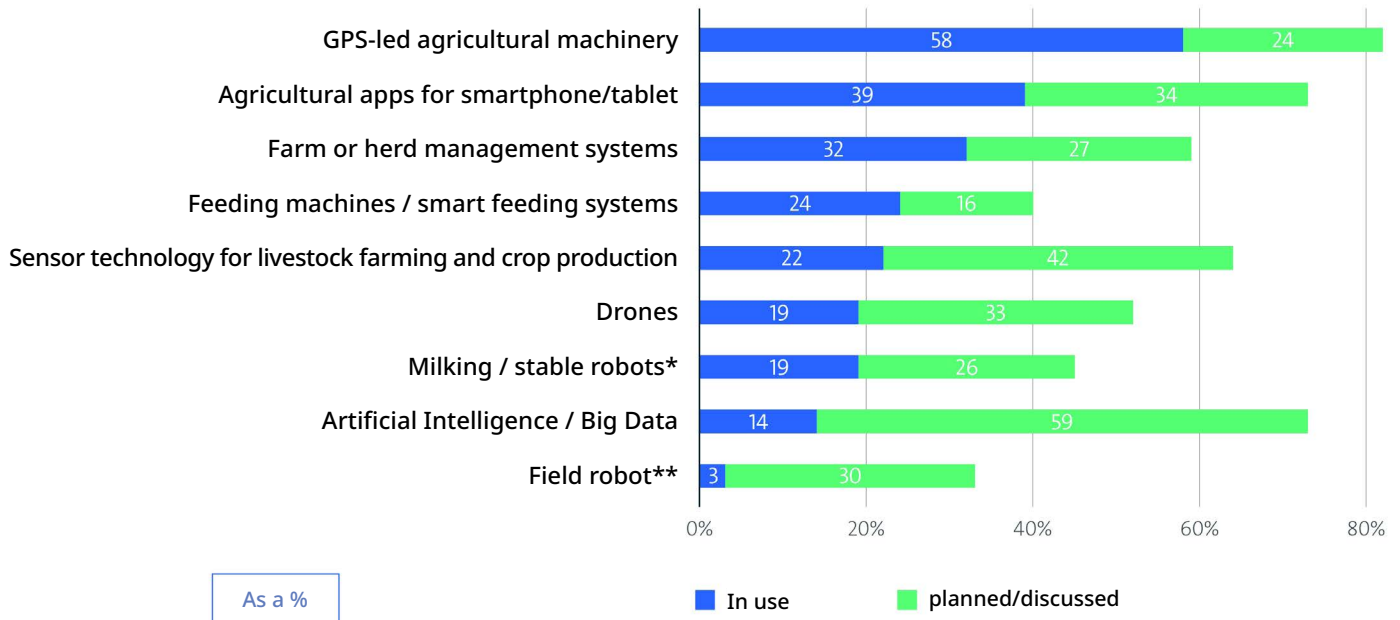 GPS-led agricultural machinery 58 24
Agricultural apps for smartphone/tablet 39 34
Farm or herd management systems 32 27
Feeding machines / smart feeding systems 24 16
Sensor technology for livestock farming and crop production 22 42
Drones 19 33
Milking / stable robots* 19 26
Artificial Intelligence / Big Data 14 59
Field robot** 3 30
0% 20% 40% 60% 80%
As a % In use planned/discussed